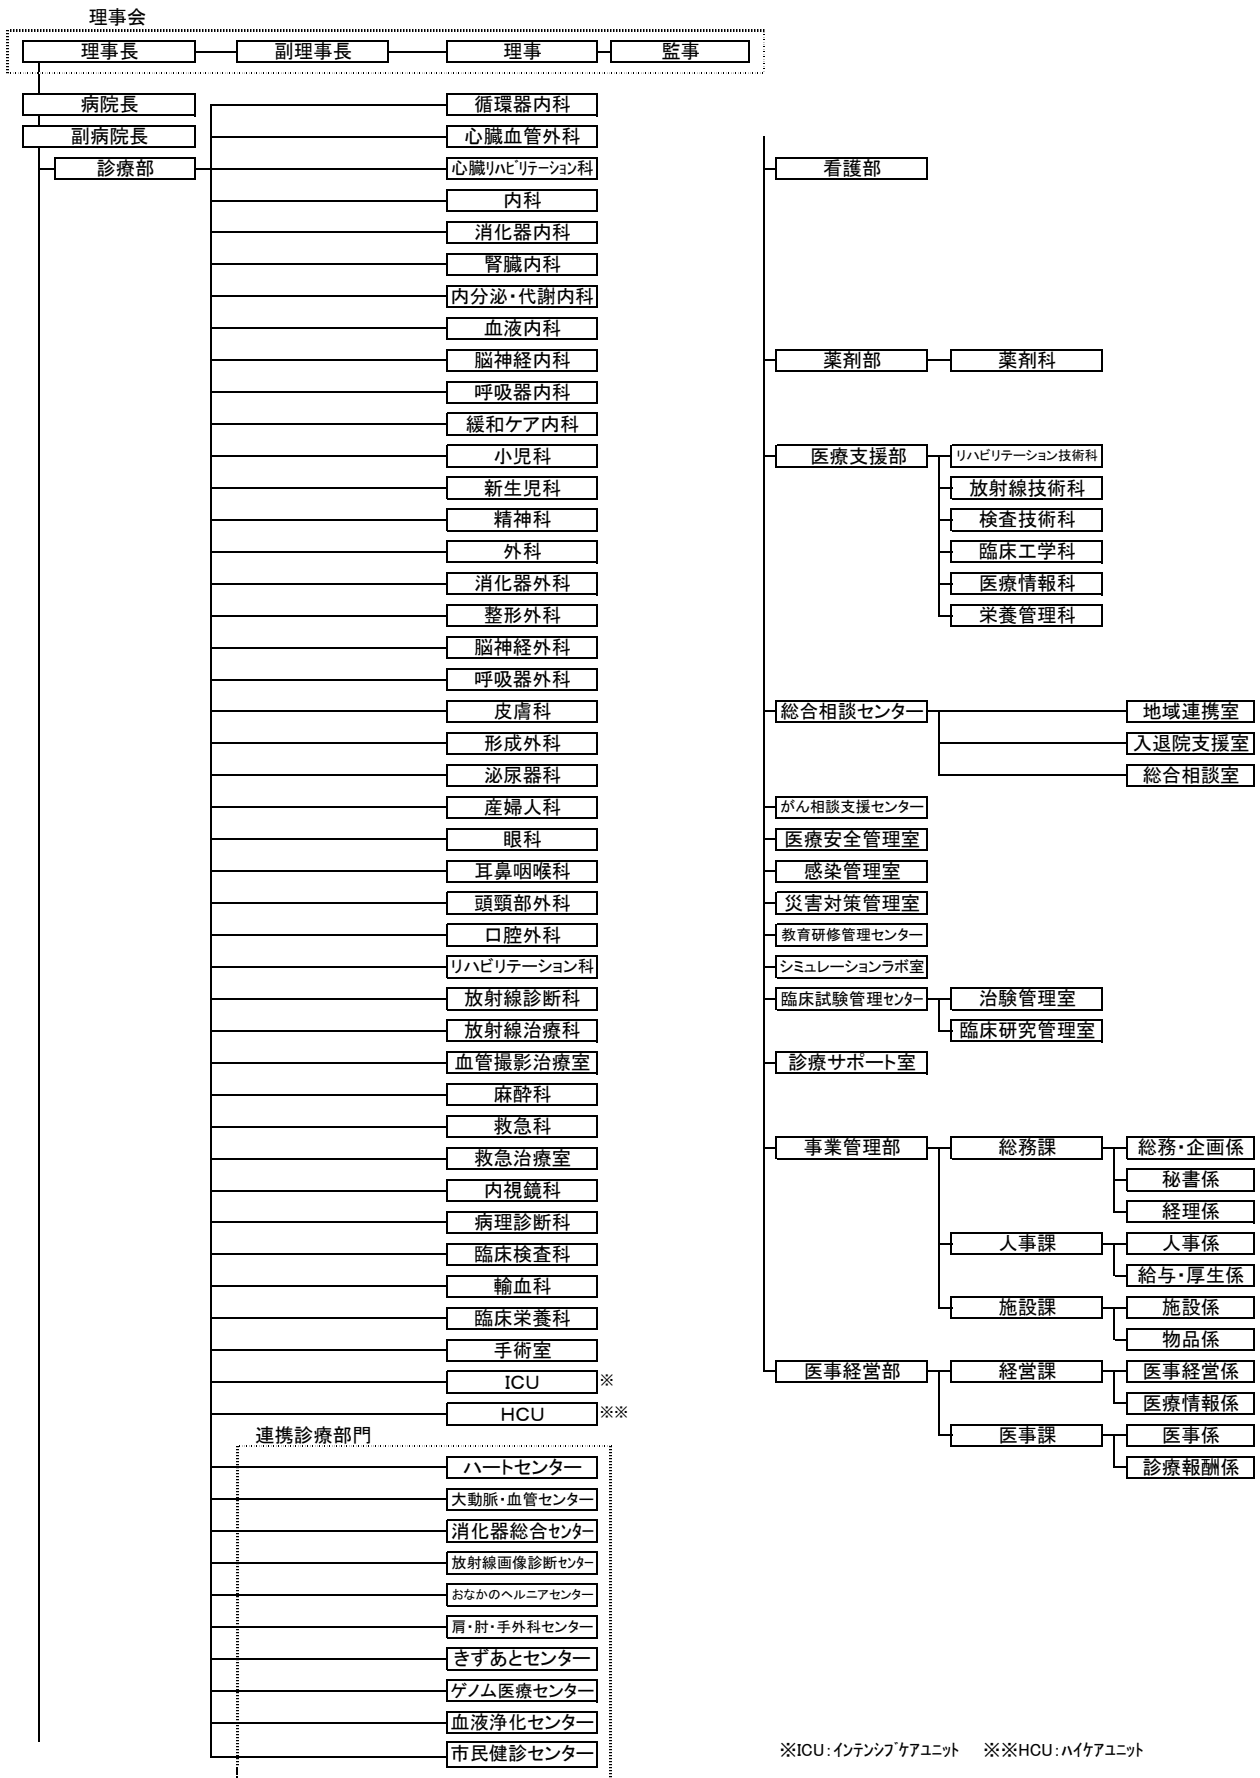 理事会
理事長
副理事長
理事
監事
病院長
副病院長
診療部
循環器内科
心臓血管外科
心臓ﾘﾊﾋﾞﾘﾃｰｼｮﾝ科
内科
消化器内科
腎臓内科
内分泌・代謝内科
血液内科
脳神経内科
呼吸器内科
緩和ケア内科
小児科
新生児科
精神科
外科
消化器外科
整形外科
脳神経外科
呼吸器外科
皮膚科
形成外科
泌尿器科
産婦人科
眼科
耳鼻咽喉科
頭頸部外科
口腔外科
リハビリテーション科
放射線診断科
放射線治療科
血管撮影治療室
麻酔科
救急科
救急治療室
内視鏡科
病理診断科
臨床検査科
輸血科
臨床栄養科
手術室
ICU ※
HCU ※※
連携診療部門
ハートセンター
大動脈・血管センター
消化器総合ｾﾝﾀｰ
放射線画像診断ｾﾝﾀｰ
おなかのヘルニアセンター
肩・肘・手外科センター
きずあとセンター
ゲノム医療センター
血液浄化センター
市民健診センター
看護部
薬剤部
薬剤科
医療支援部
リハビリテーション技術科
放射線技術科
検査技術科
臨床工学科
医療情報科
栄養管理科
総合相談センター
地域連携室
入退院支援室
総合相談室
がん相談支援センター
医療安全管理室
感染管理室
災害対策管理室
教育研修管理センター
シミュレーションラボ室
臨床試験管理ｾﾝﾀｰ
治験管理室
臨床研究管理室
診療サポート室
事業管理部
総務課
総務・企画係
秘書係
経理係
人事課
人事係
給与・厚生係
施設課
施設係
物品係
医事経営部
経営課
医事経営係
医療情報係
医事課
医事係
診療報酬係
※ICU：ｲﾝﾃﾝｼﾌﾞｹｱﾕﾆｯﾄ ※※HCU：ﾊｲｹｱﾕﾆｯﾄ